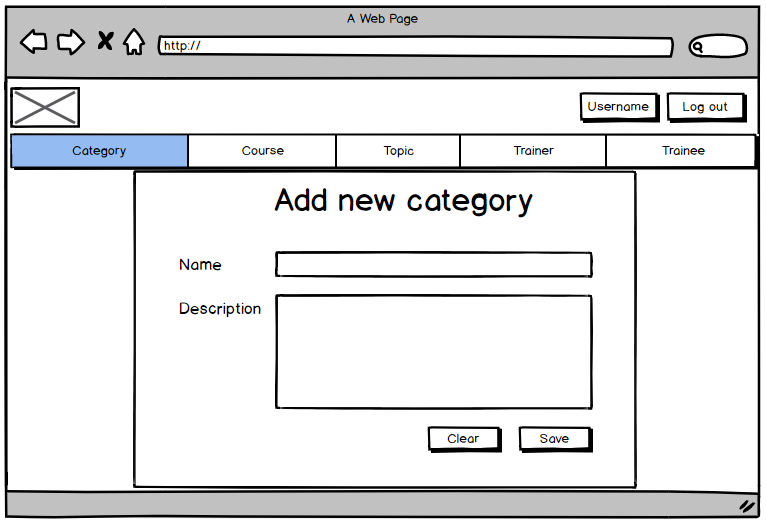 A Web Page
http://
Username
Log out
Category
Course
Topic
Trainer
Trainee
Add new category
Name
Description
Clear
Save